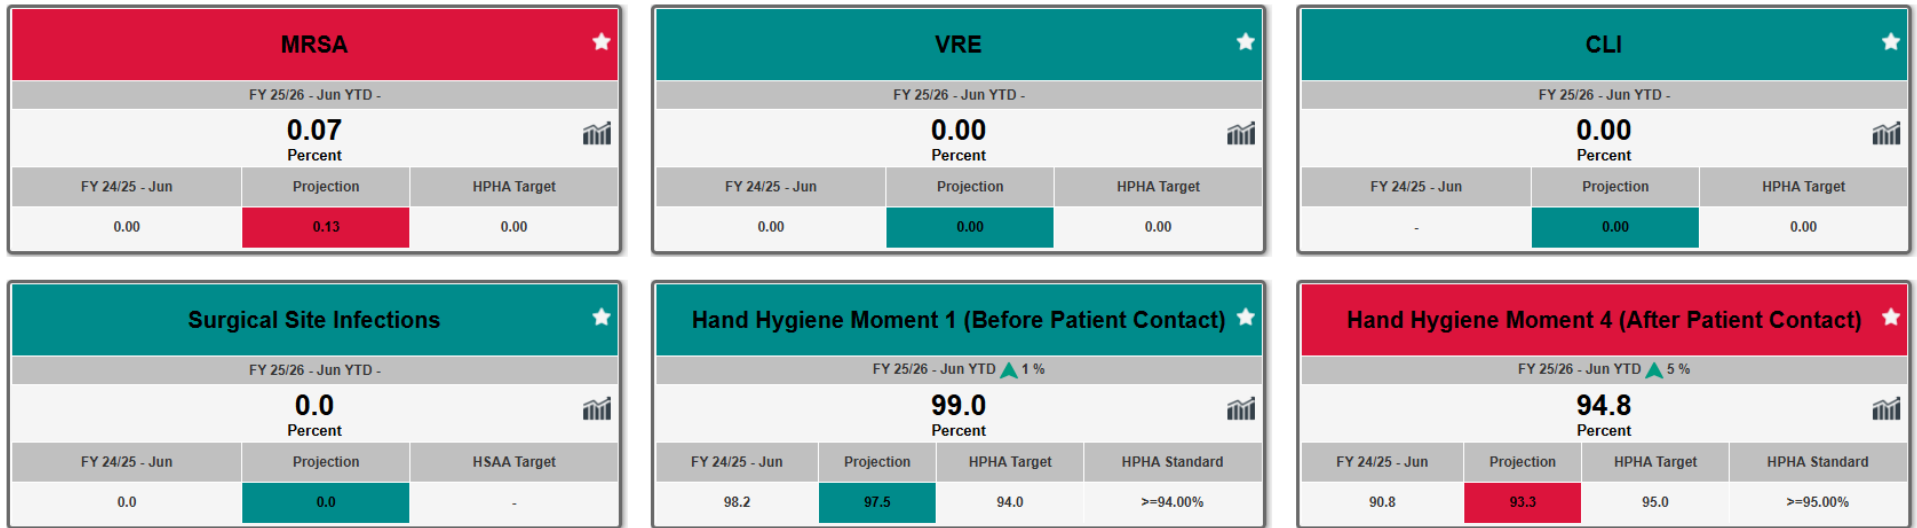 MRSA
FY 25/26 - Jun YTD -
0.07
Percent
FY 24/25 - Jun Projection HPHA Target
0.00 0.13 0.00
VRE
FY 25/26 - Jun YTD -
0.00
Percent
FY 24/25 - Jun Projection HPHA Target
0.00 0.00 0.00
CLI
FY 25/26 - Jun YTD -
0.00
Percent
FY 24/25 - Jun Projection HPHA Target
- 0.00 0.00
Surgical Site Infections
FY 25/26 - Jun YTD -
0.0
Percent
FY 24/25 - Jun Projection HSAA Target
0.0 0.0 -
Hand Hygiene Moment 1 (Before Patient Contact)
FY 25/26 - Jun YTD 1 %
99.0
Percent
FY 24/25 - Jun Projection HPHA Target HPHA Standard
98.2 97.5 94.0 >=94.00%
Hand Hygiene Moment 4 (After Patient Contact)
FY 25/26 - Jun YTD 5 %
94.8
Percent
FY 24/25 - Jun Projection HPHA Target HPHA Standard
90.8 93.3 95.0 >=95.00%